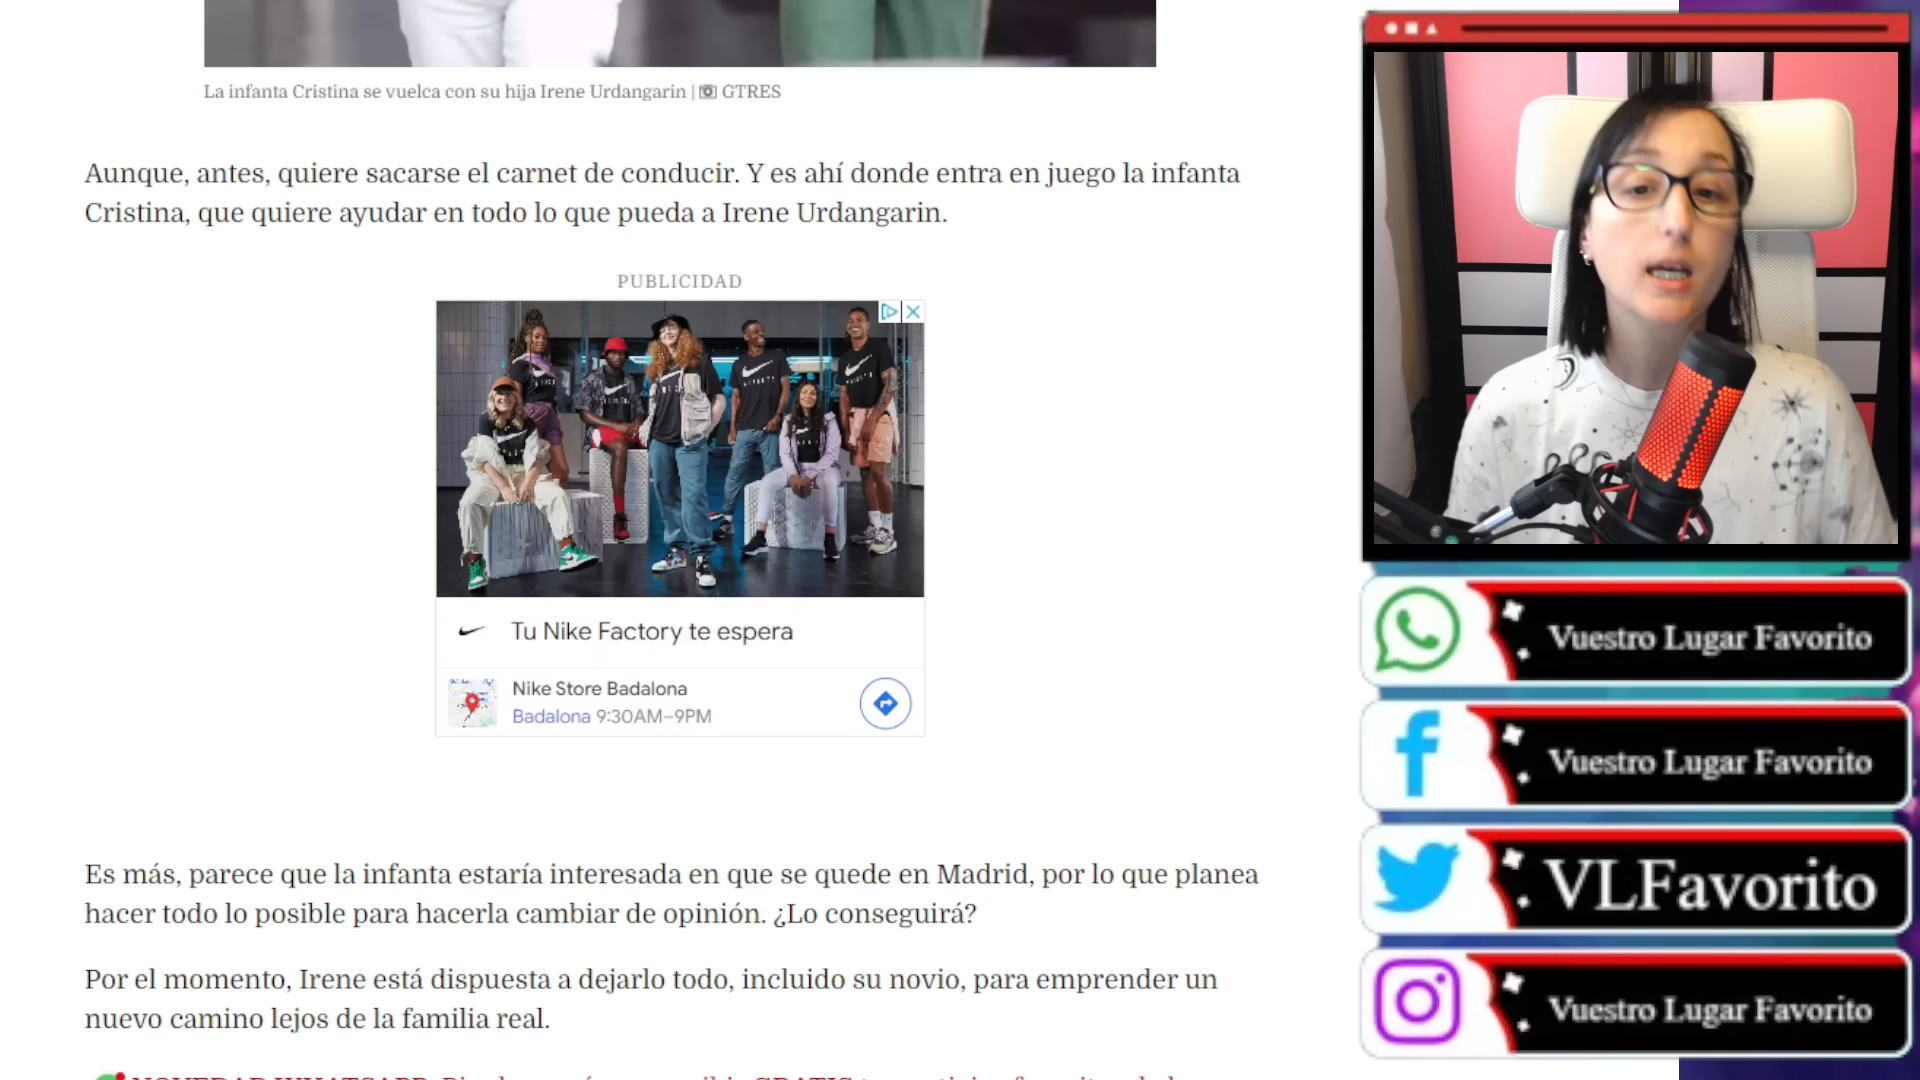 La infanta Cristina se vuelca con su hija Irene Urdangarin | GTRES
Aunque, antes, quiere sacarse el carnet de conducir. Y es ahí donde entra en juego la infanta
Cristina, que quiere ayudar en todo lo que pueda a Irene Urdangarin.
PUBLICIDAD
Tu Nike Factory te espera
Nike Store Badalona
Badalona 9:30AM–9PM
Es más, parece que la infanta estaría interesada en que se quede en Madrid, por lo que planea
hacer todo lo posible para hacerla cambiar de opinión. ¿Lo conseguirá?
Por el momento, Irene está dispuesta a dejarlo todo, incluido su novio, para emprender un
nuevo camino lejos de la familia real.
Vuestro Lugar Favorito
Vuestro Lugar Favorito
VLFavorito
Vuestro Lugar Favorito